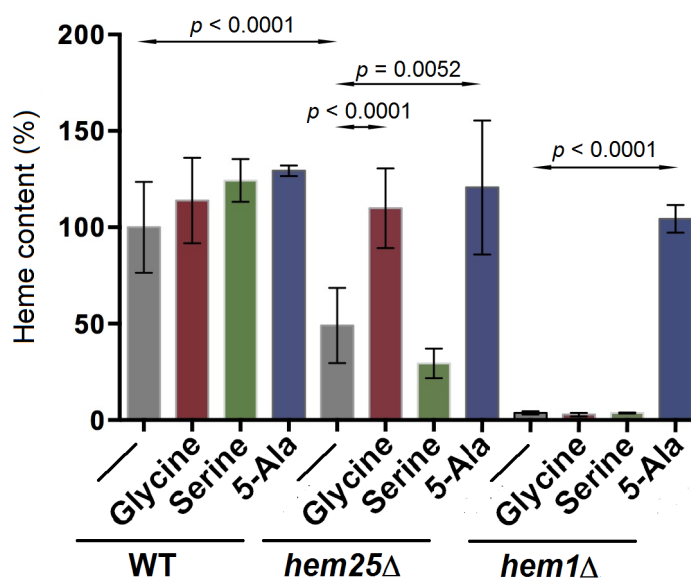 200
150
100
50
0
Heme content (%)
p < 0.0001
p = 0.0052
p < 0.0001
p < 0.0001
Glycine
Serine
5-Ala
Glycine
Serine
5-Ala
Glycine
Serine
5-Ala
WT
hem25Δ
hem1Δ